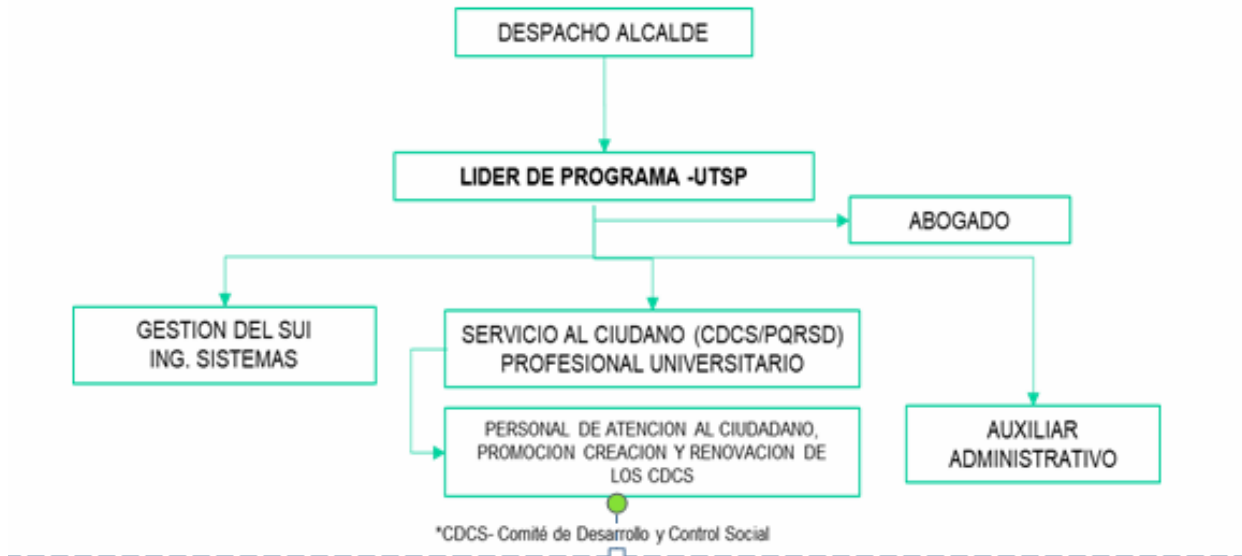 DESPACHO ALCALDE
LIDER DE PROGRAMA -UTSP
ABOGADO
GESTION DEL SUI
ING. SISTEMAS
SERVICIO AL CIUDANO (CDCS/PQRSD)
PROFESIONAL UNIVERSITARIO
PERSONAL DE ATENCION AL CIUDADANO,
PROMOCION CREACION Y RENOVACION DE
LOS CDCS
AUXILIAR
ADMINISTRATIVO
*CDCS- Comité de Desarrollo y Control Social